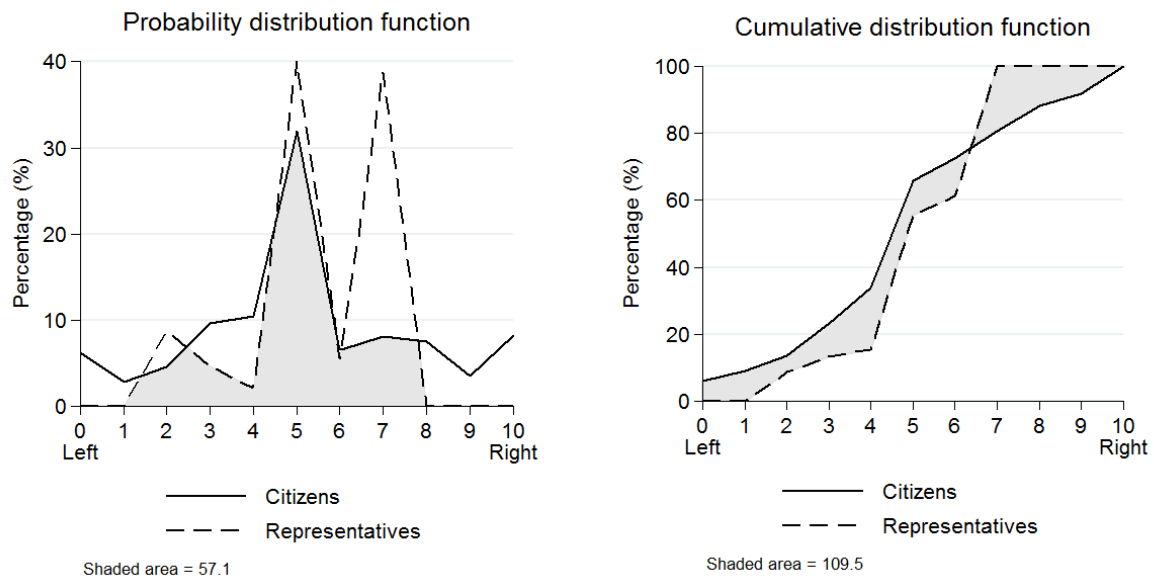 Probability distribution function
Percentage (%)
40
30
20
10
0
0 1 2 3 4 5 6 7 8 9 10
Left Right
Citizens
Representatives
Shaded area = 57.1
Cumulative distribution function
Percentage (%)
100
80
60
40
20
0
0 1 2 3 4 5 6 7 8 9 10
Left Right
Citizens
Representatives
Shaded area = 109.5